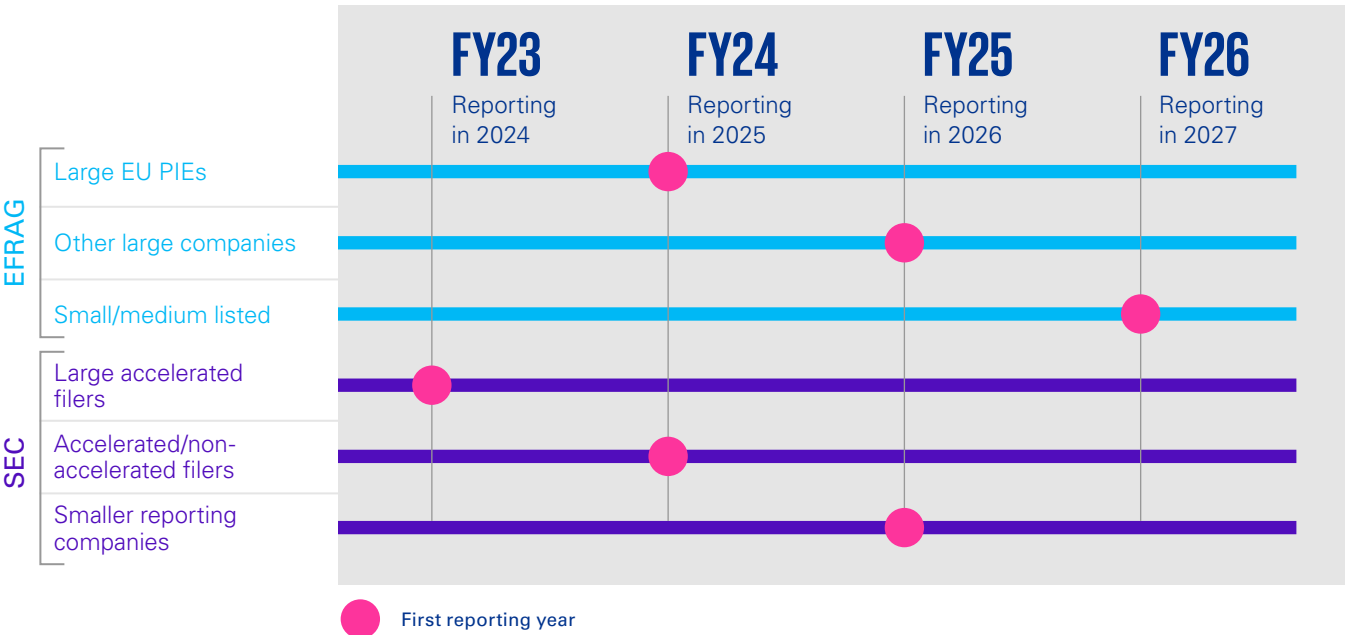 FY23
Reporting
in 2024
FY24
Reporting
in 2025
FY25
Reporting
in 2026
FY26
Reporting
in 2027
EFRAG
Large EU PIEs
Other large companies
Small/medium listed
SEC
Large accelerated
filers
Accelerated/non-
accelerated filers
Smaller reporting
companies
First reporting year